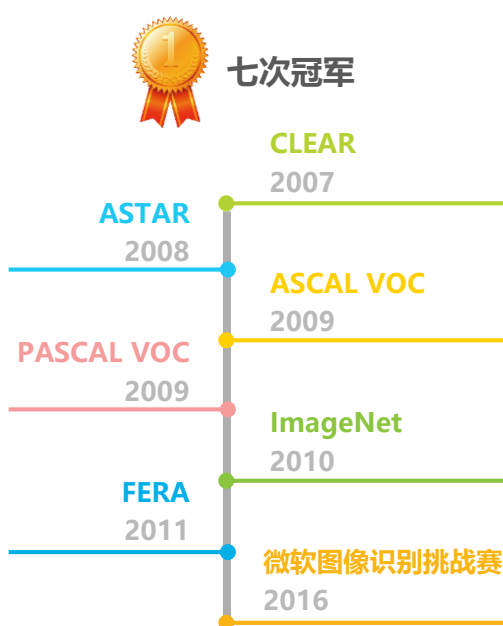 1
七次冠军
CLEAR
2007
ASTAR
2008
ASCAL VOC
2009
PASCAL VOC
2009
ImageNet
2010
FERA
2011
微软图像识别挑战赛
2016